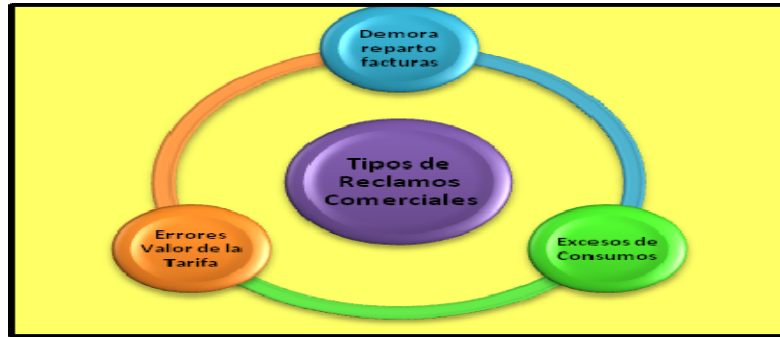 Demora
reparto
facturas
Tipos de
Reclamos
Comerciales
Errores
Valor de la
Tarifa
Excesos de
Consumos